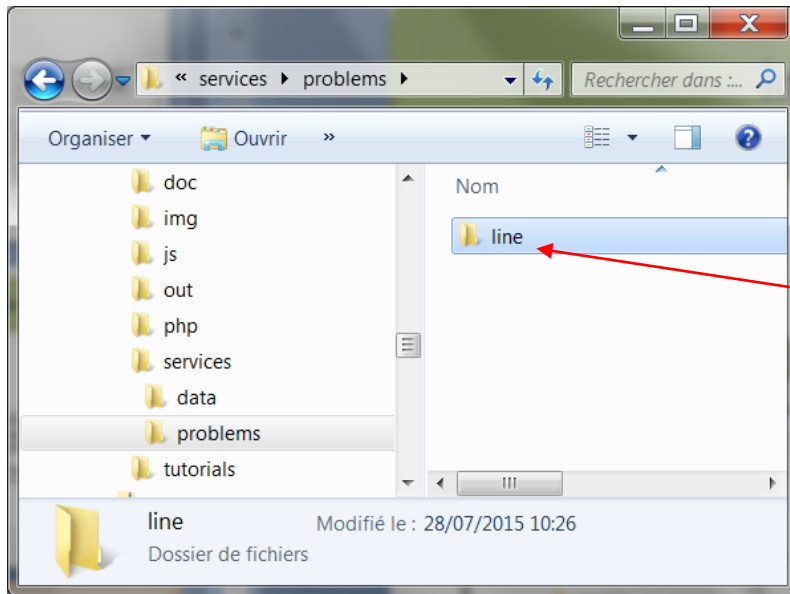 « services problems
Rechercher dans :...
Organiser Ouvrir »
doc
img
js
out
php
services
data
problems
tutorials
Nom
line
line Modifié le : 28/07/2015 10:26
Dossier de fichiers